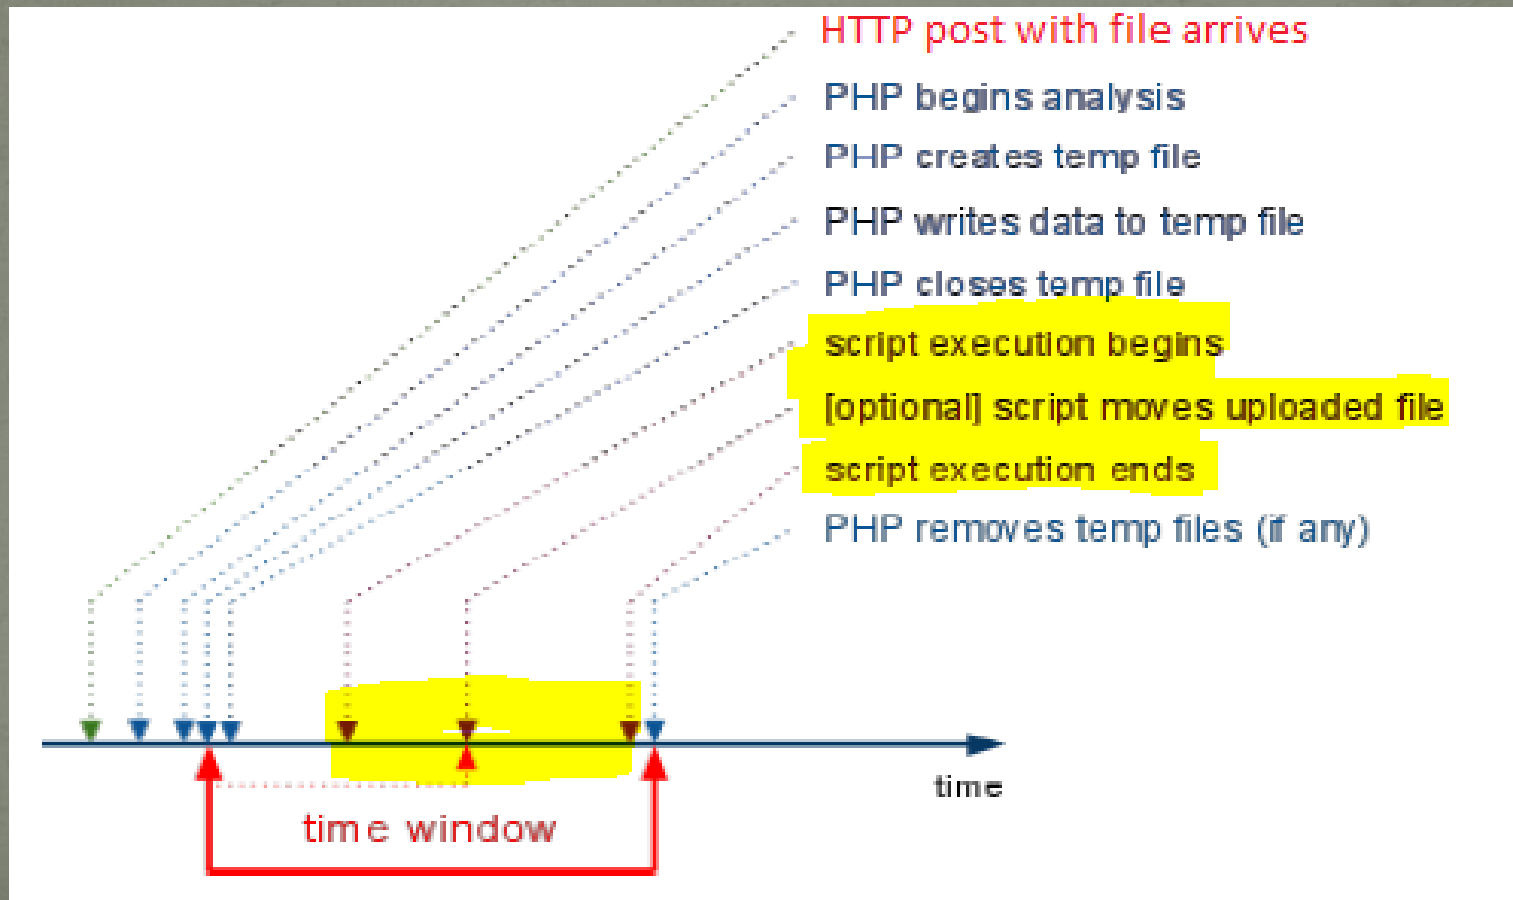 HTTP post with file arrives
PHP begins analysis
PHP creates temp file
PHP writes data to temp file
PHP closes temp file
script execution begins
[optional] script moves uploaded file
script execution ends
PHP removes temp files (if any)
time
time window